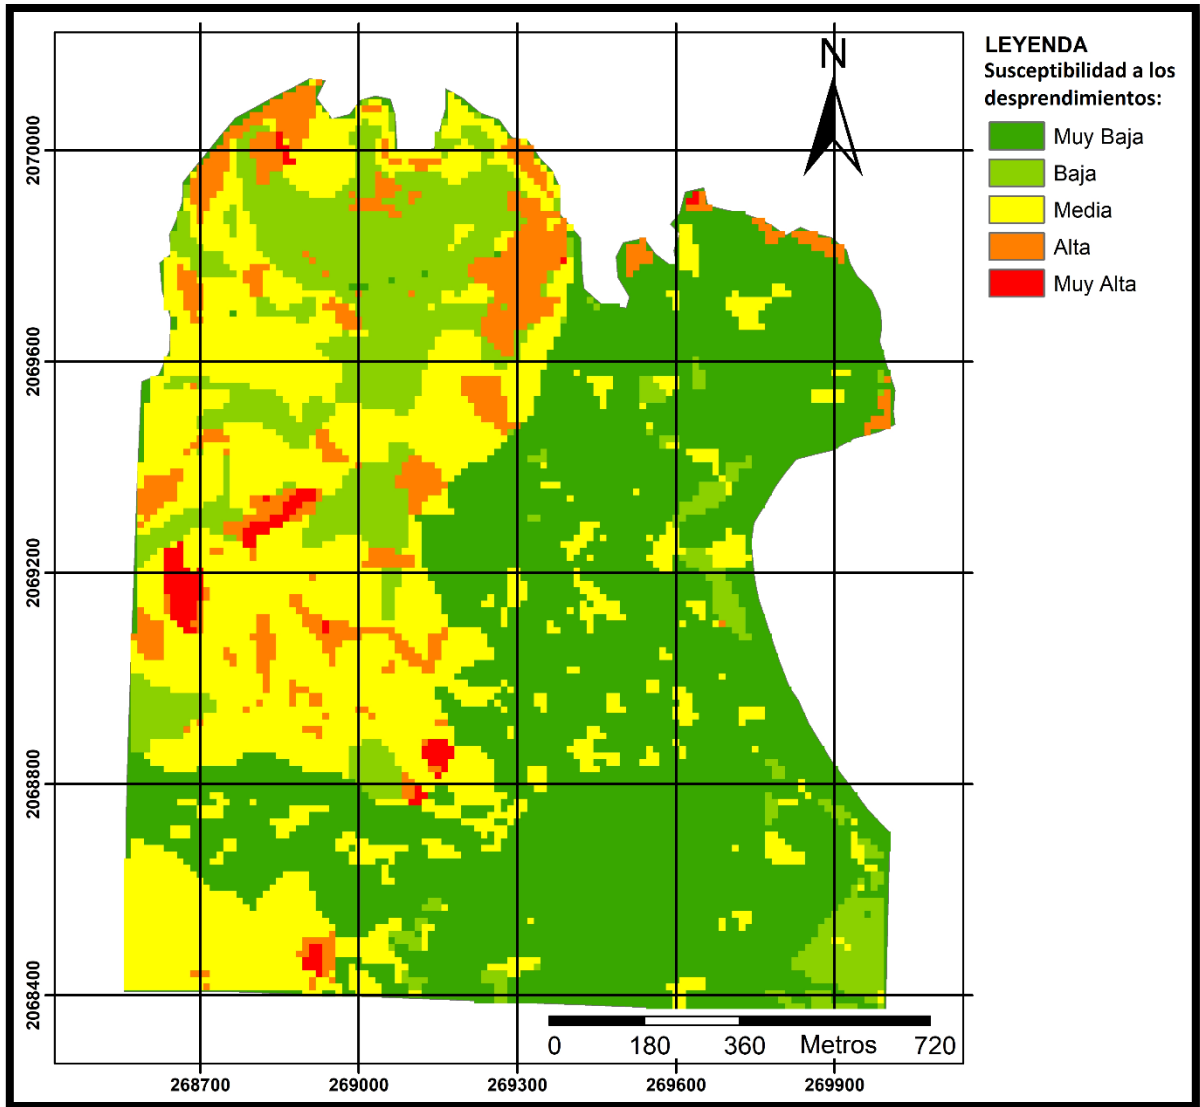 LEYENDA
Susceptibilidad a los
desprendimientos:
Muy Baja
Baja
Media
Alta
Muy Alta
N
2070000
2069600
2069200
2068800
2068400
0 180 360 Metros 720
268700 269000 269300 269600 269900